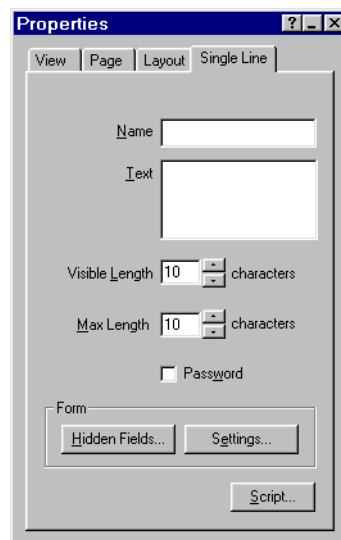 Properties
View Page Layout Single Line
Name
Text
Visible Length 10 characters
Max Length 10 characters
Password
Form
Hidden Fields... Settings...
Script...